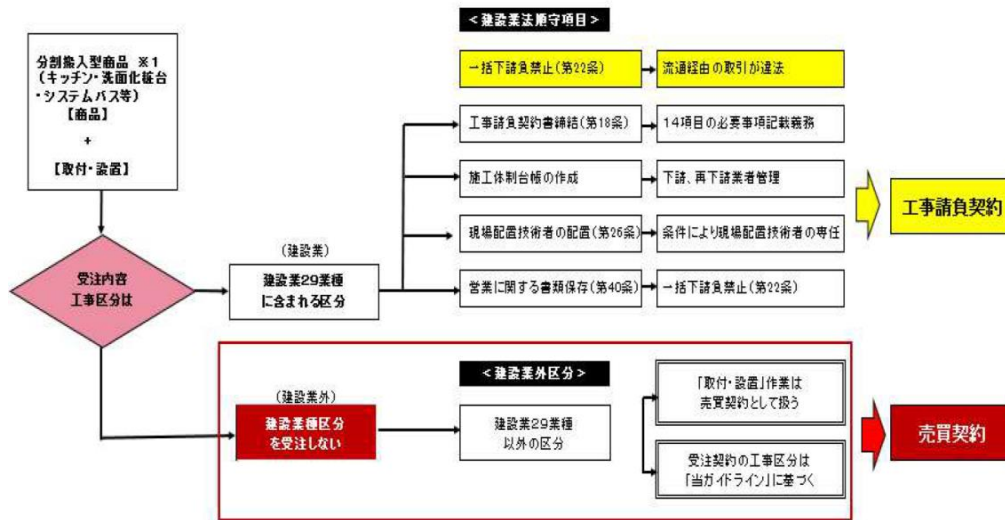 ＜建設業法順守項目＞
分割搬入型商品 ※1
(キッチン・洗面化粧台
・システムバス等)
【商品】
+
【取付・設置】
一括下請負禁止(第22条)
流通経由の取引が違法
工事請負契約書締結(第18条)
14項目の必要事項記載義務
施工体制台帳の作成
下請、再下請業者管理
工事請負契約
現場配置技術者の配置(第26条)
条件により現場配置技術者の専任
営業に関する書類保存(第40条)
一括下請負禁止(第22条)
受注内容
工事区分は
(建設業)
建設業29業種
に含まれる区分
＜建設業外区分＞
(建設業外)
建設業種区分
を受注しない
建設業29業種
以外の区分
「取付・設置」作業は
売買契約として扱う
受注契約の工事区分は
「当ガイドライン」に基づく
売買契約